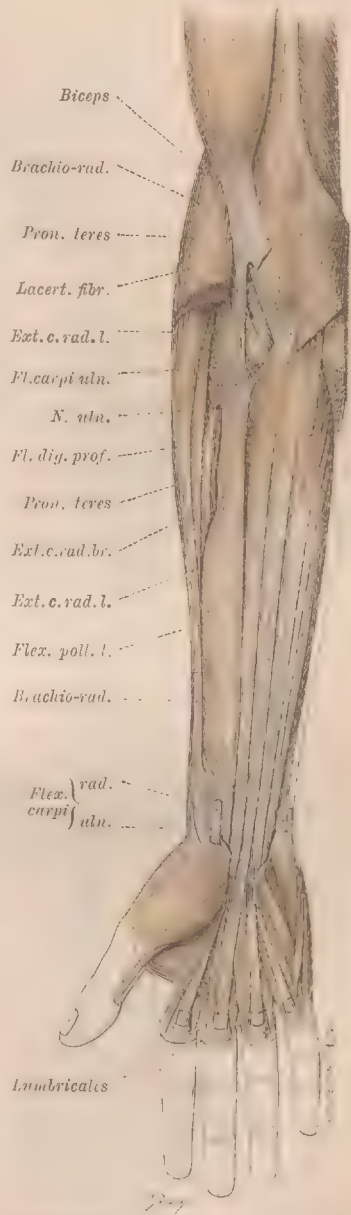 Biceps
Brachio-rad.
Pron. teres
Lacert. fibr.
Ext. c. rad. l.
Fl. carpi uln.
N. uln.
Fl. dig. prof.
Pron. teres
Ext. c. rad. br.
Ext. c. rad. l.
Flex. poll. l.
Brachio-rad.
Flex. carpi { rad.
uln.
Lumbricales